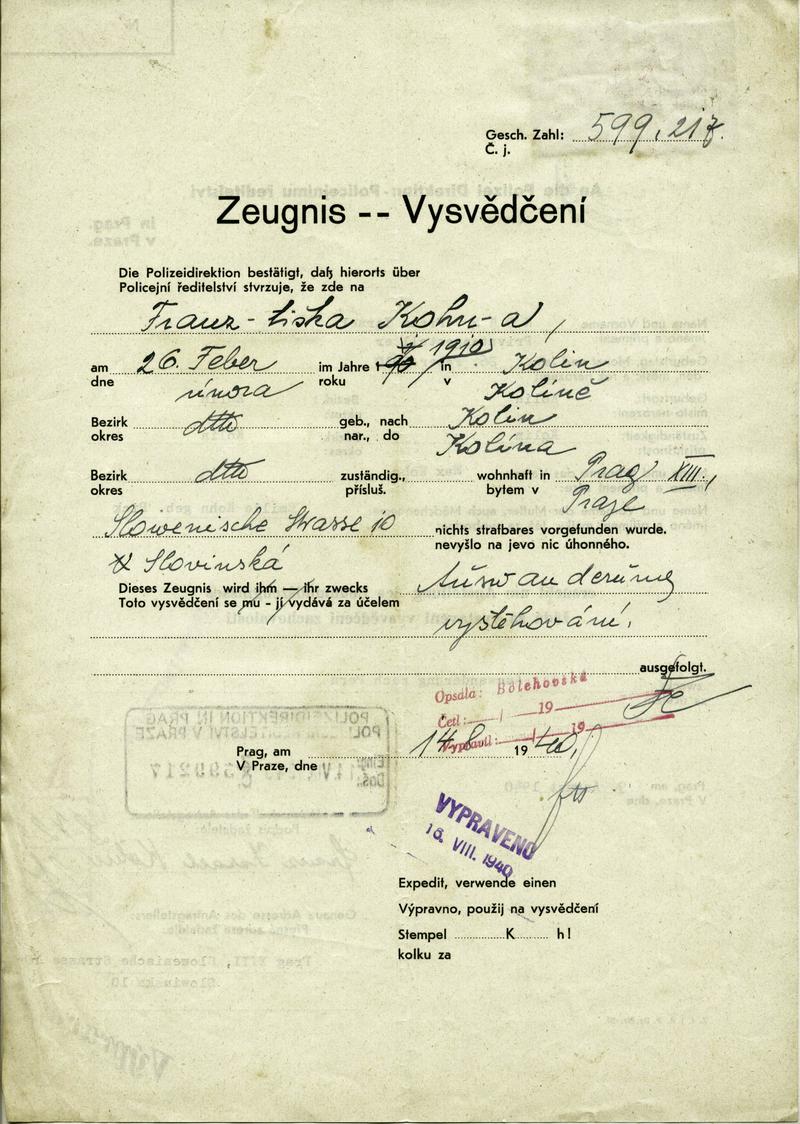 Gesch. Zahl: 599.217.
Č. j.
Zeugnis -- Vysvědčení
Die Polizeidirektion bestätigt, daß hierorts über
Policejní ředitelství stvrzuje, že zde na
Franz - tiška Kohn-a,
am 26. Feber im Jahre 1910 in Kolin
dne února roku v Kolíně
Bezirk dtto geb., nach Kolin
okres nar., do Kolína
Bezirk dtto zuständig., wohnhaft in Prag XIII.,
okres přísluš. bytem v Praze
Slowenische Strasse 10 nichts strafbares vorgefunden wurde.
nevyšlo na jevo nic úhonného.
Slovinská
Dieses Zeugnis wird ihm — ihr zwecks Auswanderung
Toto vysvědčení se mu - jí vydává za účelem
vystěhování.
ausgefolgt.
Opsala: Bolehovská
Četl: / 19
Vypravil: / 19
Prag, am 14.8. 1940
V Praze, dne
VYPRAVENO
16. VIII. 1940
Expedit, verwende einen
Výpravno, použij na vysvědčení
Stempel K h!
kolku za